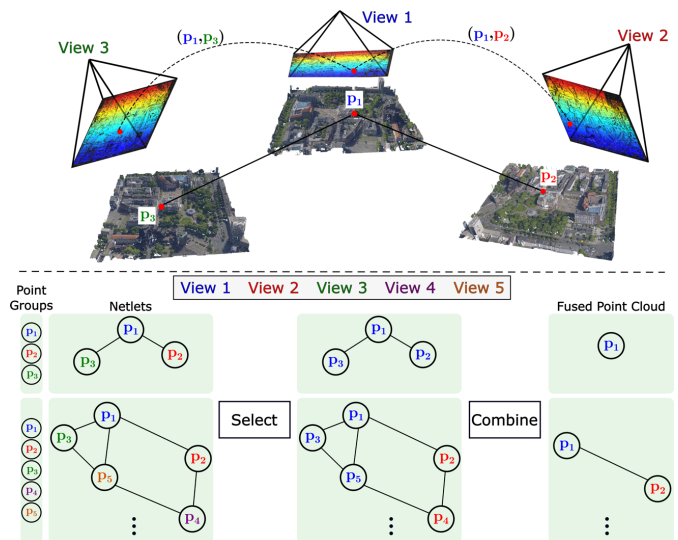 View 1
View 3
(p₁,p₃)
(p₁,p₂)
View 2
p₁
p₂
p₃
View 1 View 2 View 3 View 4 View 5
Point
Groups
Netlets
Fused Point Cloud
p₁
p₂
p₃
p₁
p₃
p₂
p₁
p₃
p₂
p₁
p₁
p₂
p₃
p₄
p₅
p₁
p₃
p₂
p₅
p₄
Select
p₁
p₃
p₂
p₅
p₄
Combine
p₁
p₂